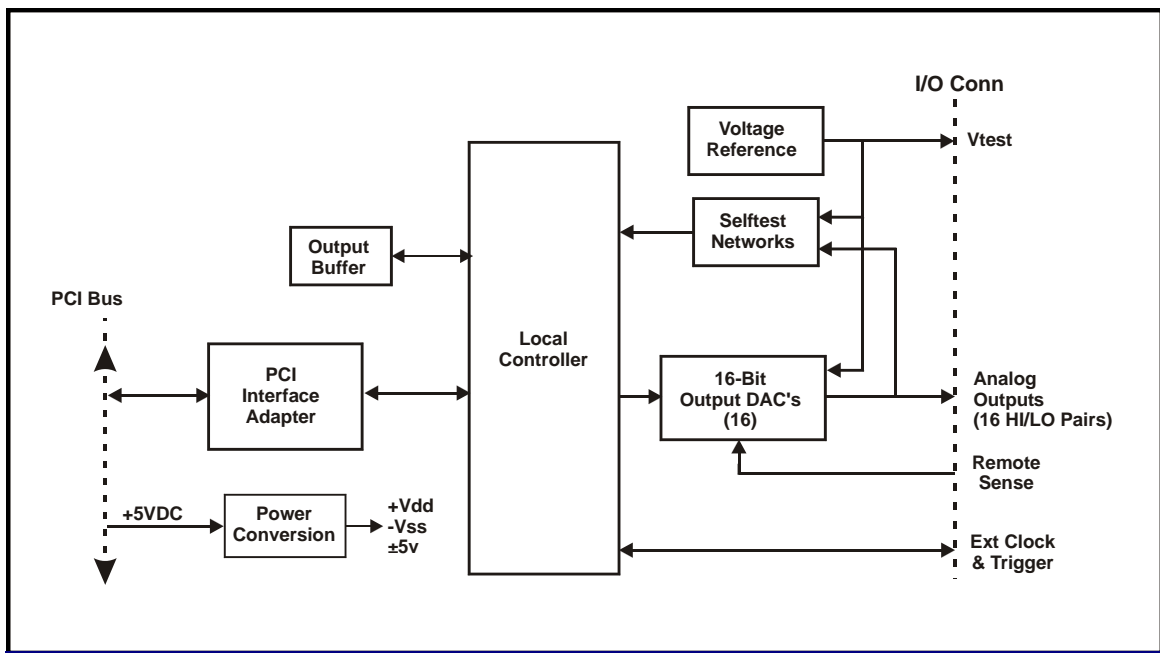 I/O Conn
Voltage
Reference
Vtest
Selftest
Networks
Output
Buffer
PCI Bus
Local
Controller
PCI
Interface
Adapter
16-Bit
Output DAC's
(16)
Analog
Outputs
(16 HI/LO Pairs)
Remote
Sense
+5VDC
Power
Conversion
+Vdd
-Vss
±5v
Ext Clock
& Trigger